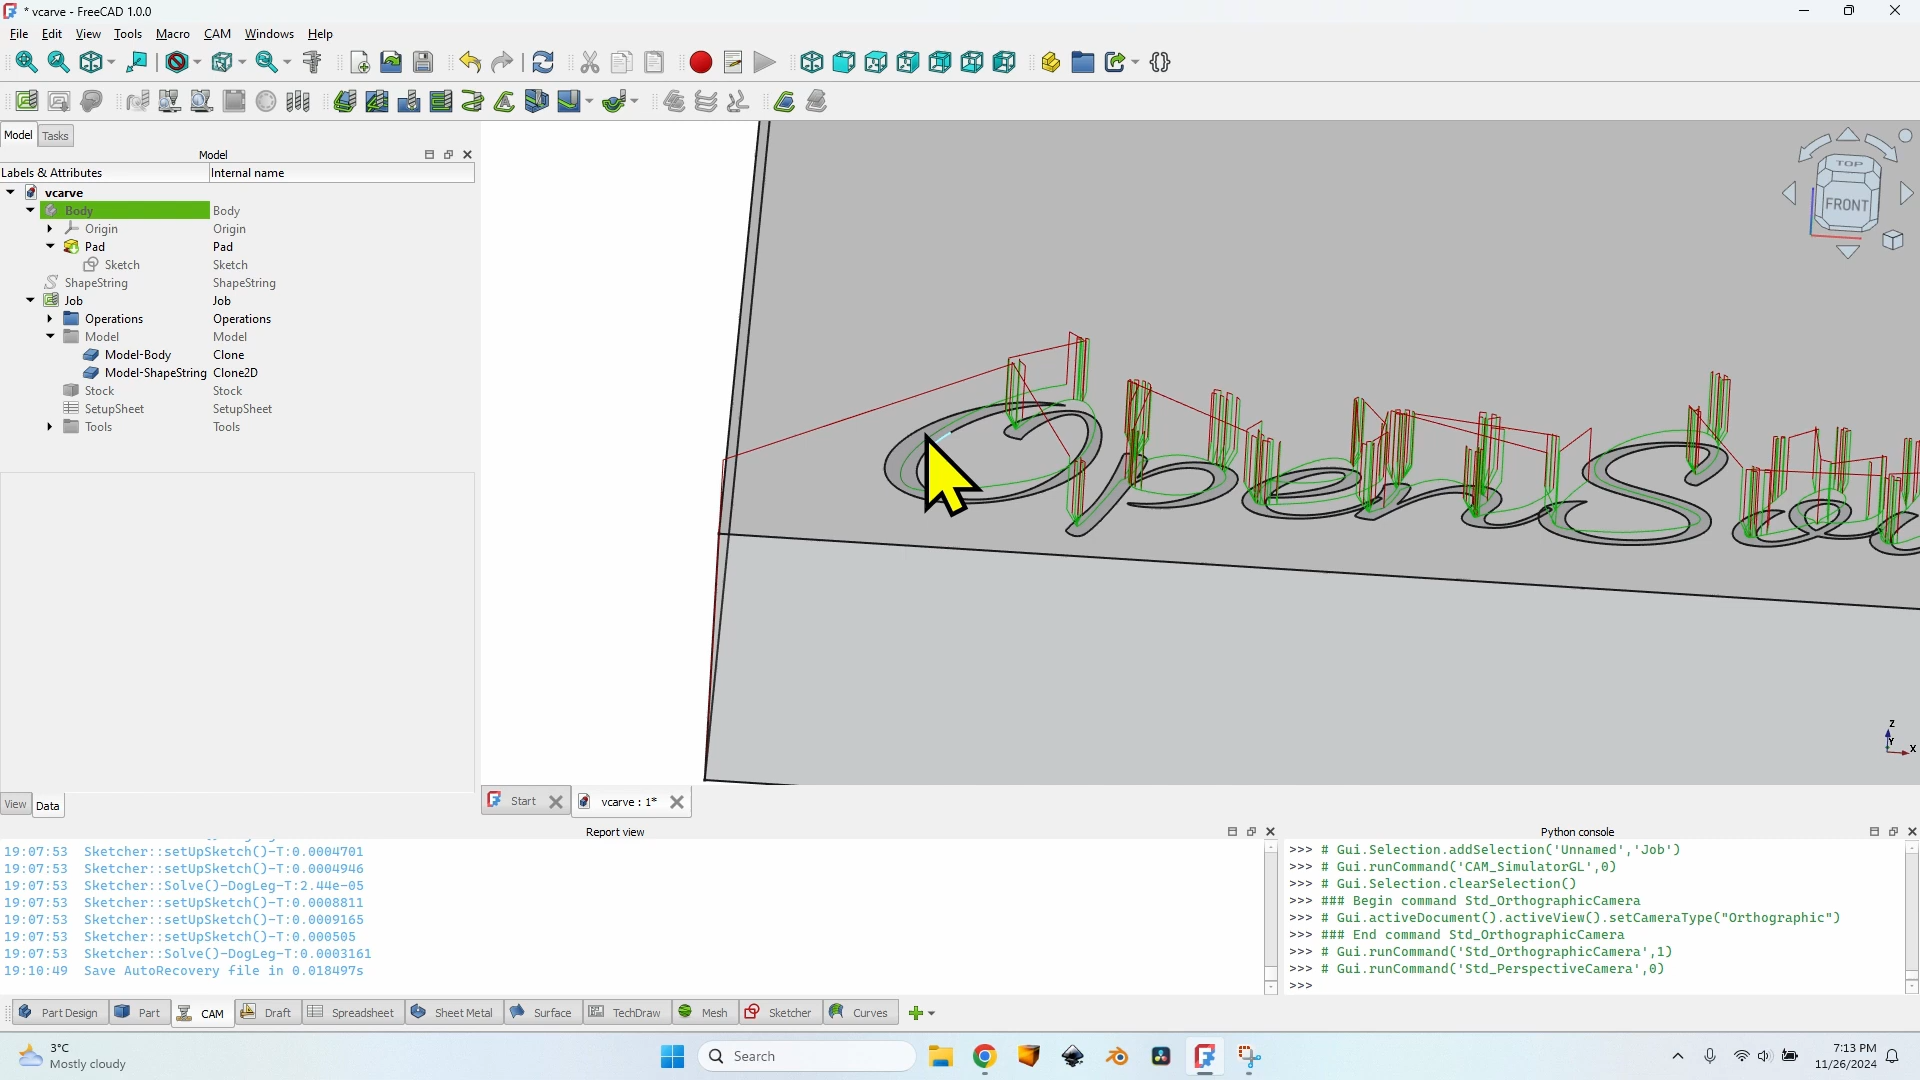 * vcarve - FreeCAD 1.0.0
File Edit View Tools Macro CAM Windows Help
Model Tasks
Model
Labels & Attributes Internal name
vcarve
Body Body
Origin Origin
Pad Pad
Sketch Sketch
ShapeString ShapeString
Job Job
Operations Operations
Model Model
Model-Body Clone
Model-ShapeString Clone2D
Stock Stock
SetupSheet SetupSheet
Tools Tools
TOP
FRONT
Z
Y
X
View Data
Start vcarve : 1*
Report view
19:07:53 Sketcher::setUpSketch()-T:0.0004701
19:07:53 Sketcher::setUpSketch()-T:0.0004946
19:07:53 Sketcher::Solve()-DogLeg-T:2.44e-05
19:07:53 Sketcher::setUpSketch()-T:0.0008811
19:07:53 Sketcher::setUpSketch()-T:0.0009165
19:07:53 Sketcher::setUpSketch()-T:0.000505
19:07:53 Sketcher::Solve()-DogLeg-T:0.0003161
19:10:49 Save AutoRecovery file in 0.018497s
Python console
>>> # Gui.Selection.addSelection('Unnamed','Job')
>>> # Gui.runCommand('CAM_SimulatorGL',0)
>>> # Gui.Selection.clearSelection()
>>> ### Begin command Std_OrthographicCamera
>>> # Gui.activeDocument().activeView().setCameraType("Orthographic")
>>> ### End command Std_OrthographicCamera
>>> # Gui.runCommand('Std_OrthographicCamera',1)
>>> # Gui.runCommand('Std_PerspectiveCamera',0)
>>>
Part Design Part CAM Draft Spreadsheet Sheet Metal Surface TechDraw Mesh Sketcher Curves
3°C
Mostly cloudy
Search
7:13 PM
11/26/2024